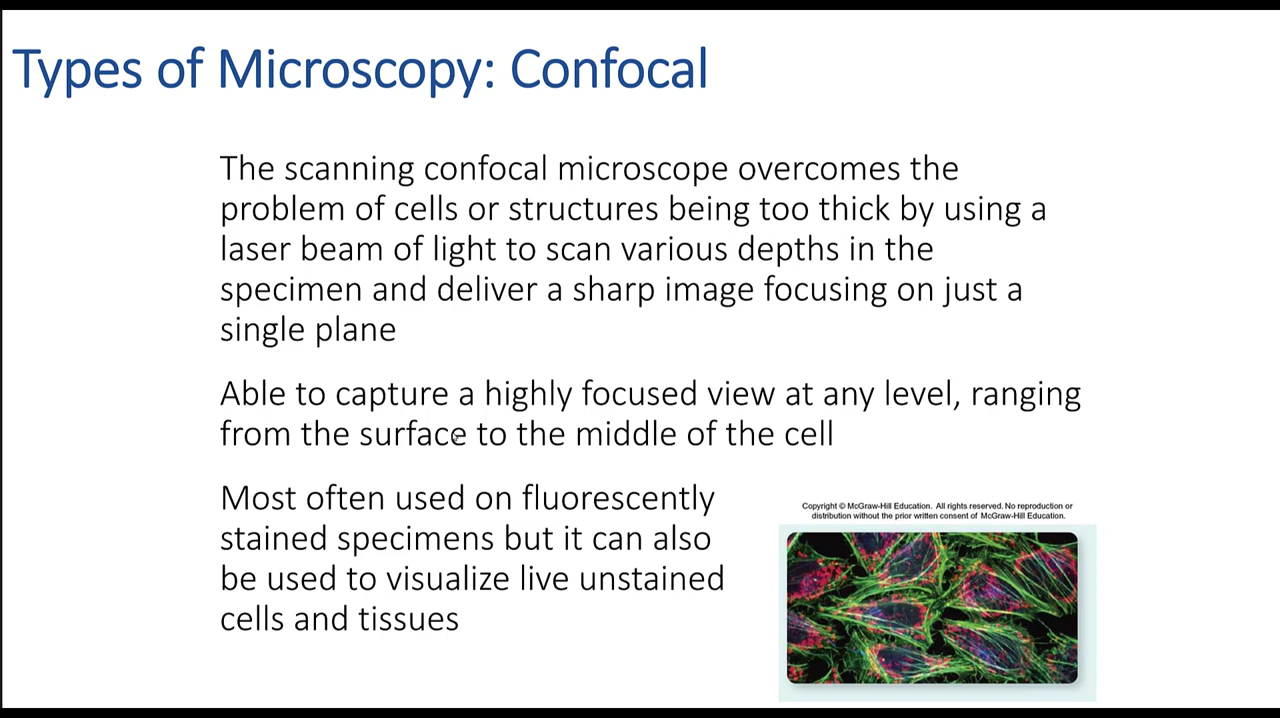 Types of Microscopy: Confocal
The scanning confocal microscope overcomes the
problem of cells or structures being too thick by using a
laser beam of light to scan various depths in the
specimen and deliver a sharp image focusing on just a
single plane
Able to capture a highly focused view at any level, ranging
from the surface to the middle of the cell
Most often used on fluorescently
stained specimens but it can also
be used to visualize live unstained
cells and tissues
Copyright © McGraw-Hill Education. All rights reserved. No reproduction or
distribution without the prior written consent of McGraw-Hill Education.